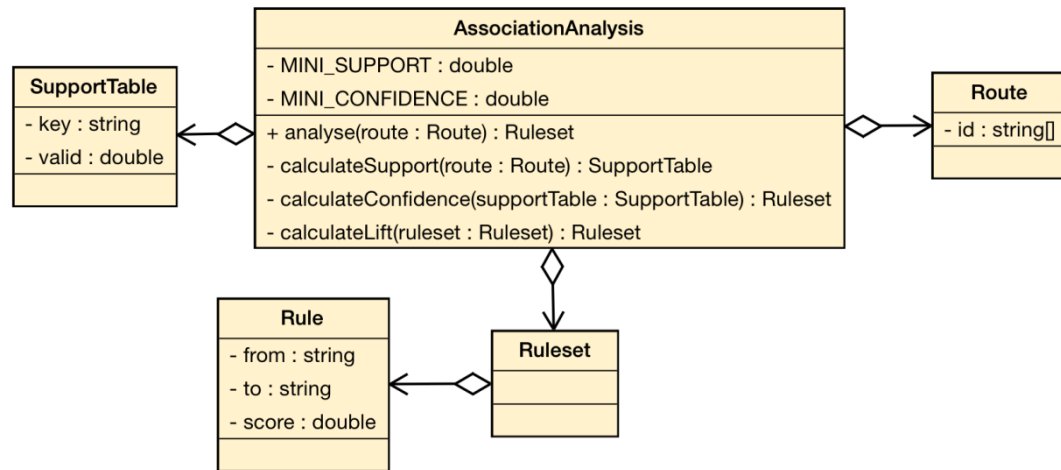 AssociationAnalysis
- MINI_SUPPORT : double
- MINI_CONFIDENCE : double
+ analyse(route : Route) : Ruleset
- calculateSupport(route : Route) : SupportTable
- calculateConfidence(supportTable : SupportTable) : Ruleset
- calculateLift(ruleset : Ruleset) : Ruleset
SupportTable
- key : string
- valid : double
Route
- id : string[]
Rule
- from : string
- to : string
- score : double
Ruleset